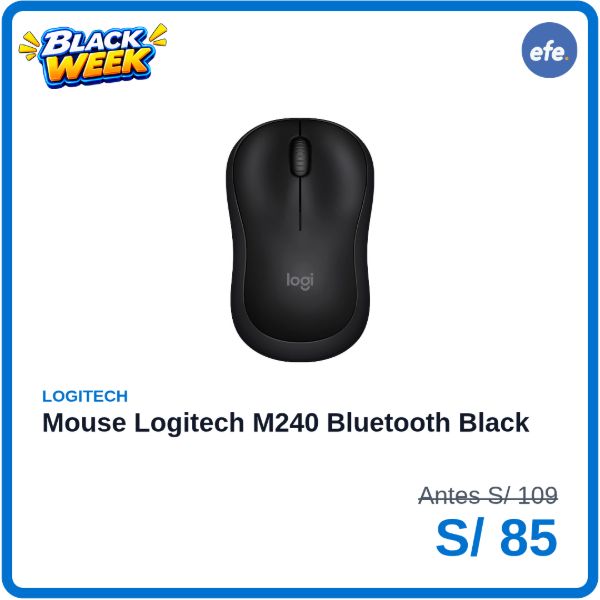 BLACK
WEEK
efe.
logi
LOGITECH
Mouse Logitech M240 Bluetooth Black
Antes S/ 109
S/ 85